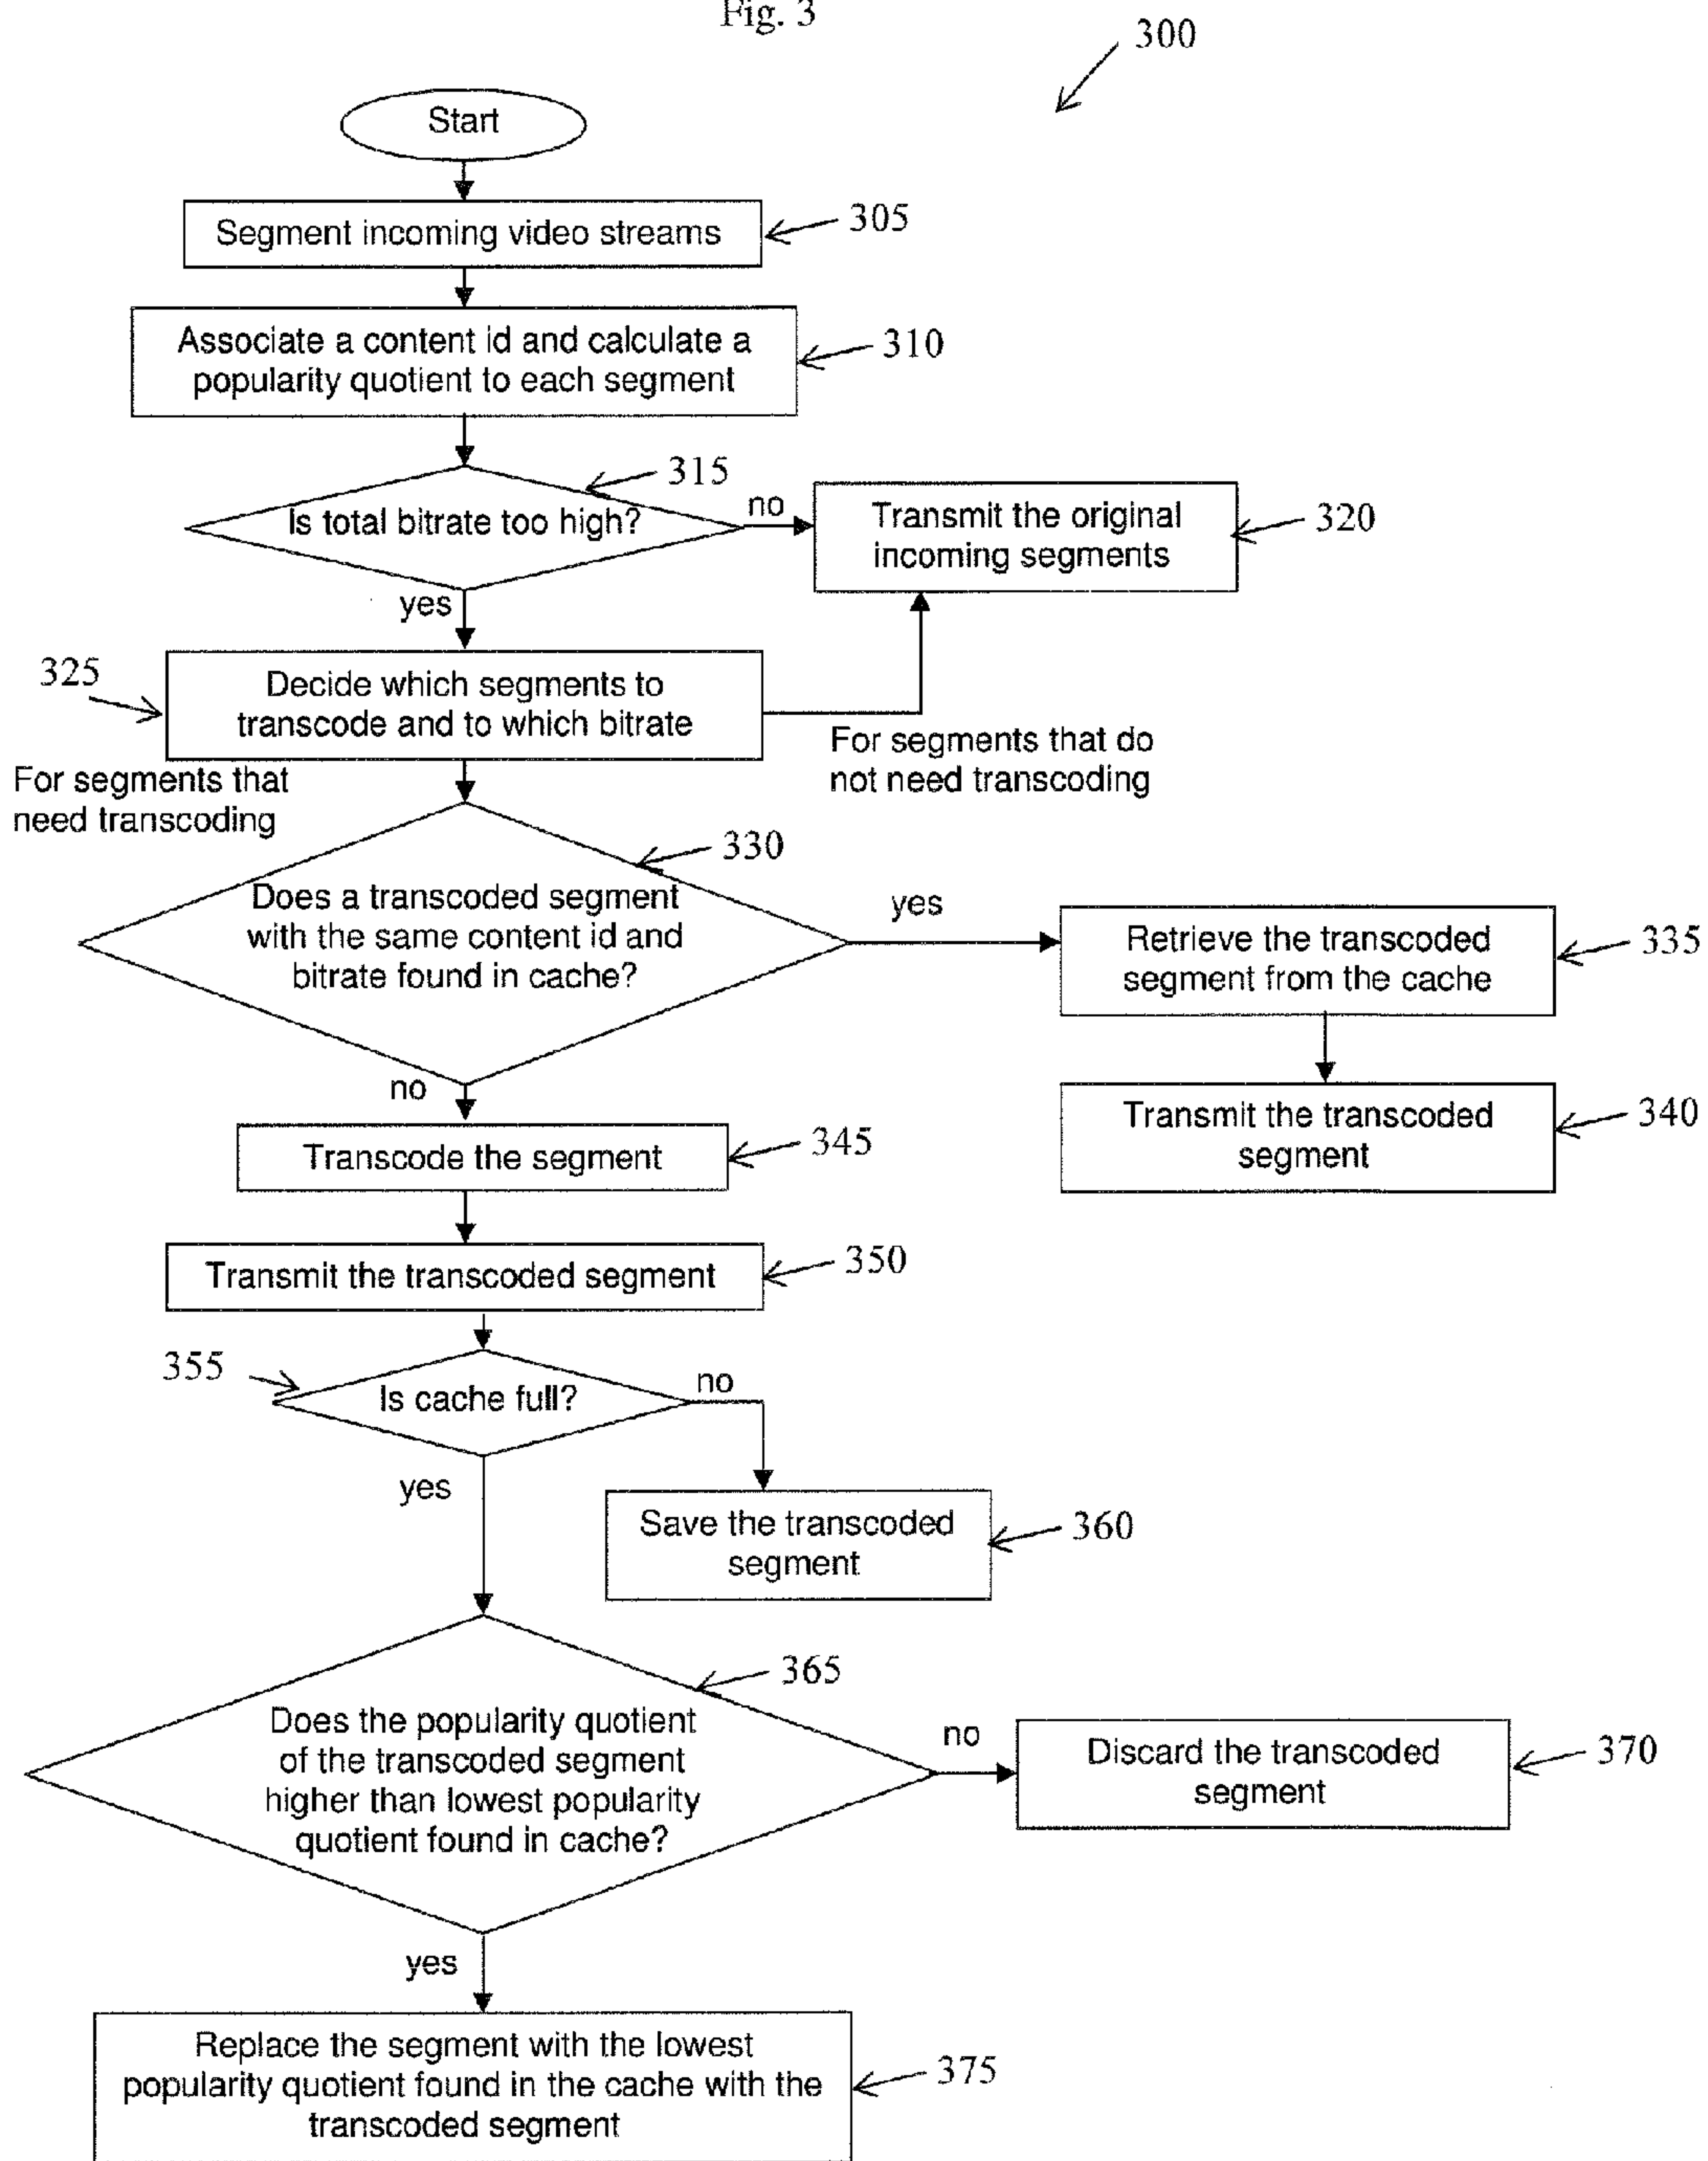 Fig. 3
300
Start
Segment incoming video streams
305
Associate a content id and calculate a
popularity quotient to each segment
310
315
Is total bitrate too high?
no
Transmit the original
incoming segments
320
yes
325
Decide which segments to
transcode and to which bitrate
For segments that do
not need transcoding
For segments that
need transcoding
330
Does a transcoded segment
with the same content id and
bitrate found in cache?
yes
Retrieve the transcoded
segment from the cache
335
no
Transmit the transcoded
segment
340
Transcode the segment
345
Transmit the transcoded segment
350
355
Is cache full?
no
yes
Save the transcoded
segment
360
365
Does the popularity quotient
of the transcoded segment
higher than lowest popularity
quotient found in cache?
no
Discard the transcoded
segment
370
yes
Replace the segment with the lowest
popularity quotient found in the cache with the
transcoded segment
375